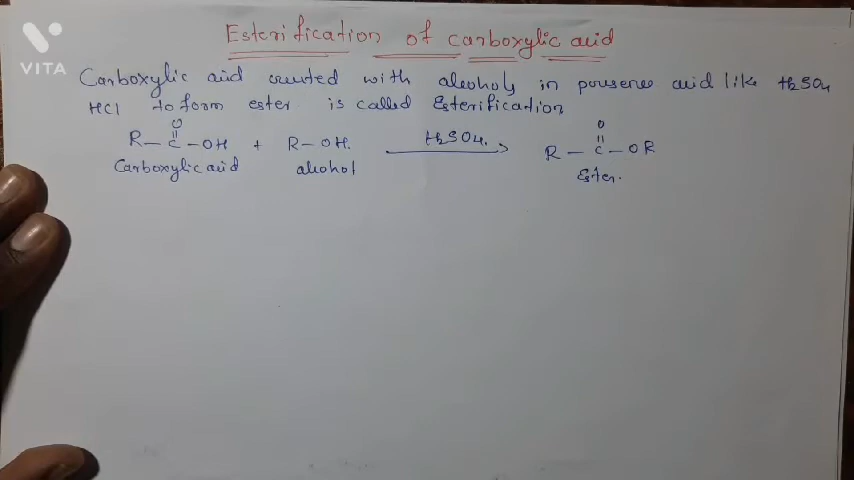 VITA
Esterification of carboxylic acid
Carboxylic acid reacted with alcohols in presence acid like H₂SO₄
HCl to form ester is called Esterification
O
R – C – OH + R – OH. H₂SO₄.
Carboxylic acid alcohol
O
R – C – OR
Ester.